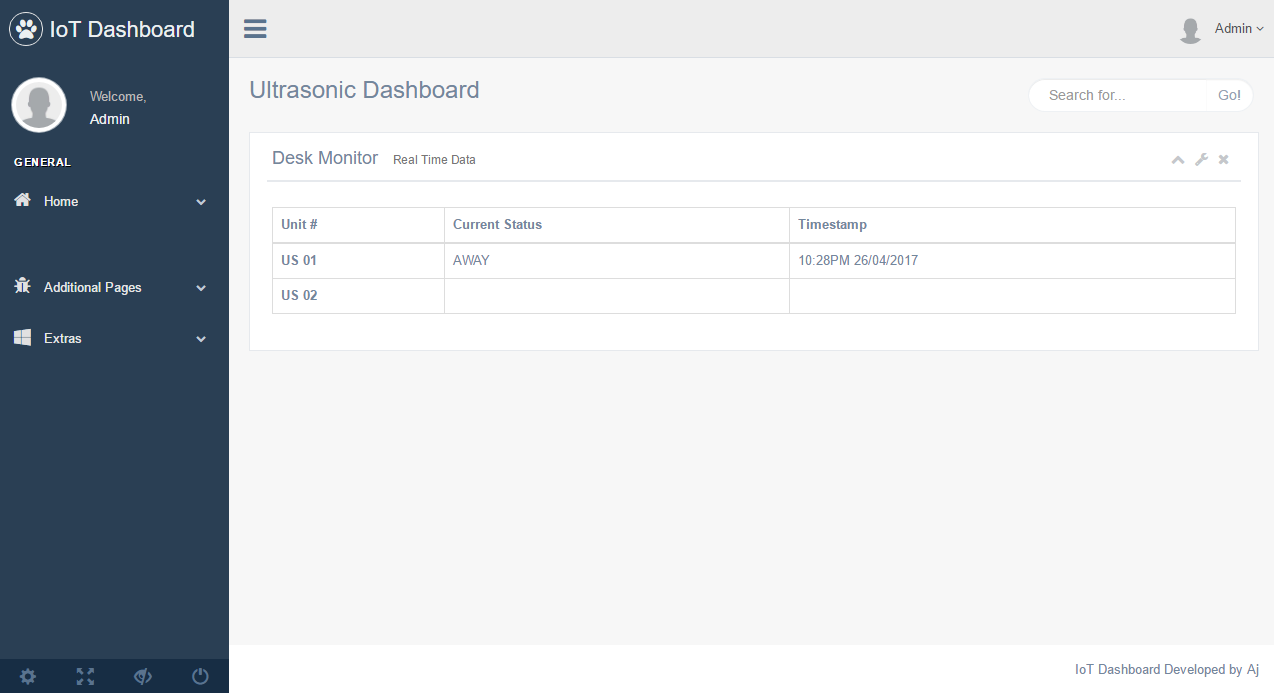 IoT Dashboard
Welcome,
Admin
GENERAL
Home
Additional Pages
Extras
Admin
Ultrasonic Dashboard
Search for... Go!
Desk Monitor Real Time Data
Unit # Current Status Timestamp
US 01 AWAY 10:28PM 26/04/2017
US 02
IoT Dashboard Developed by Aj